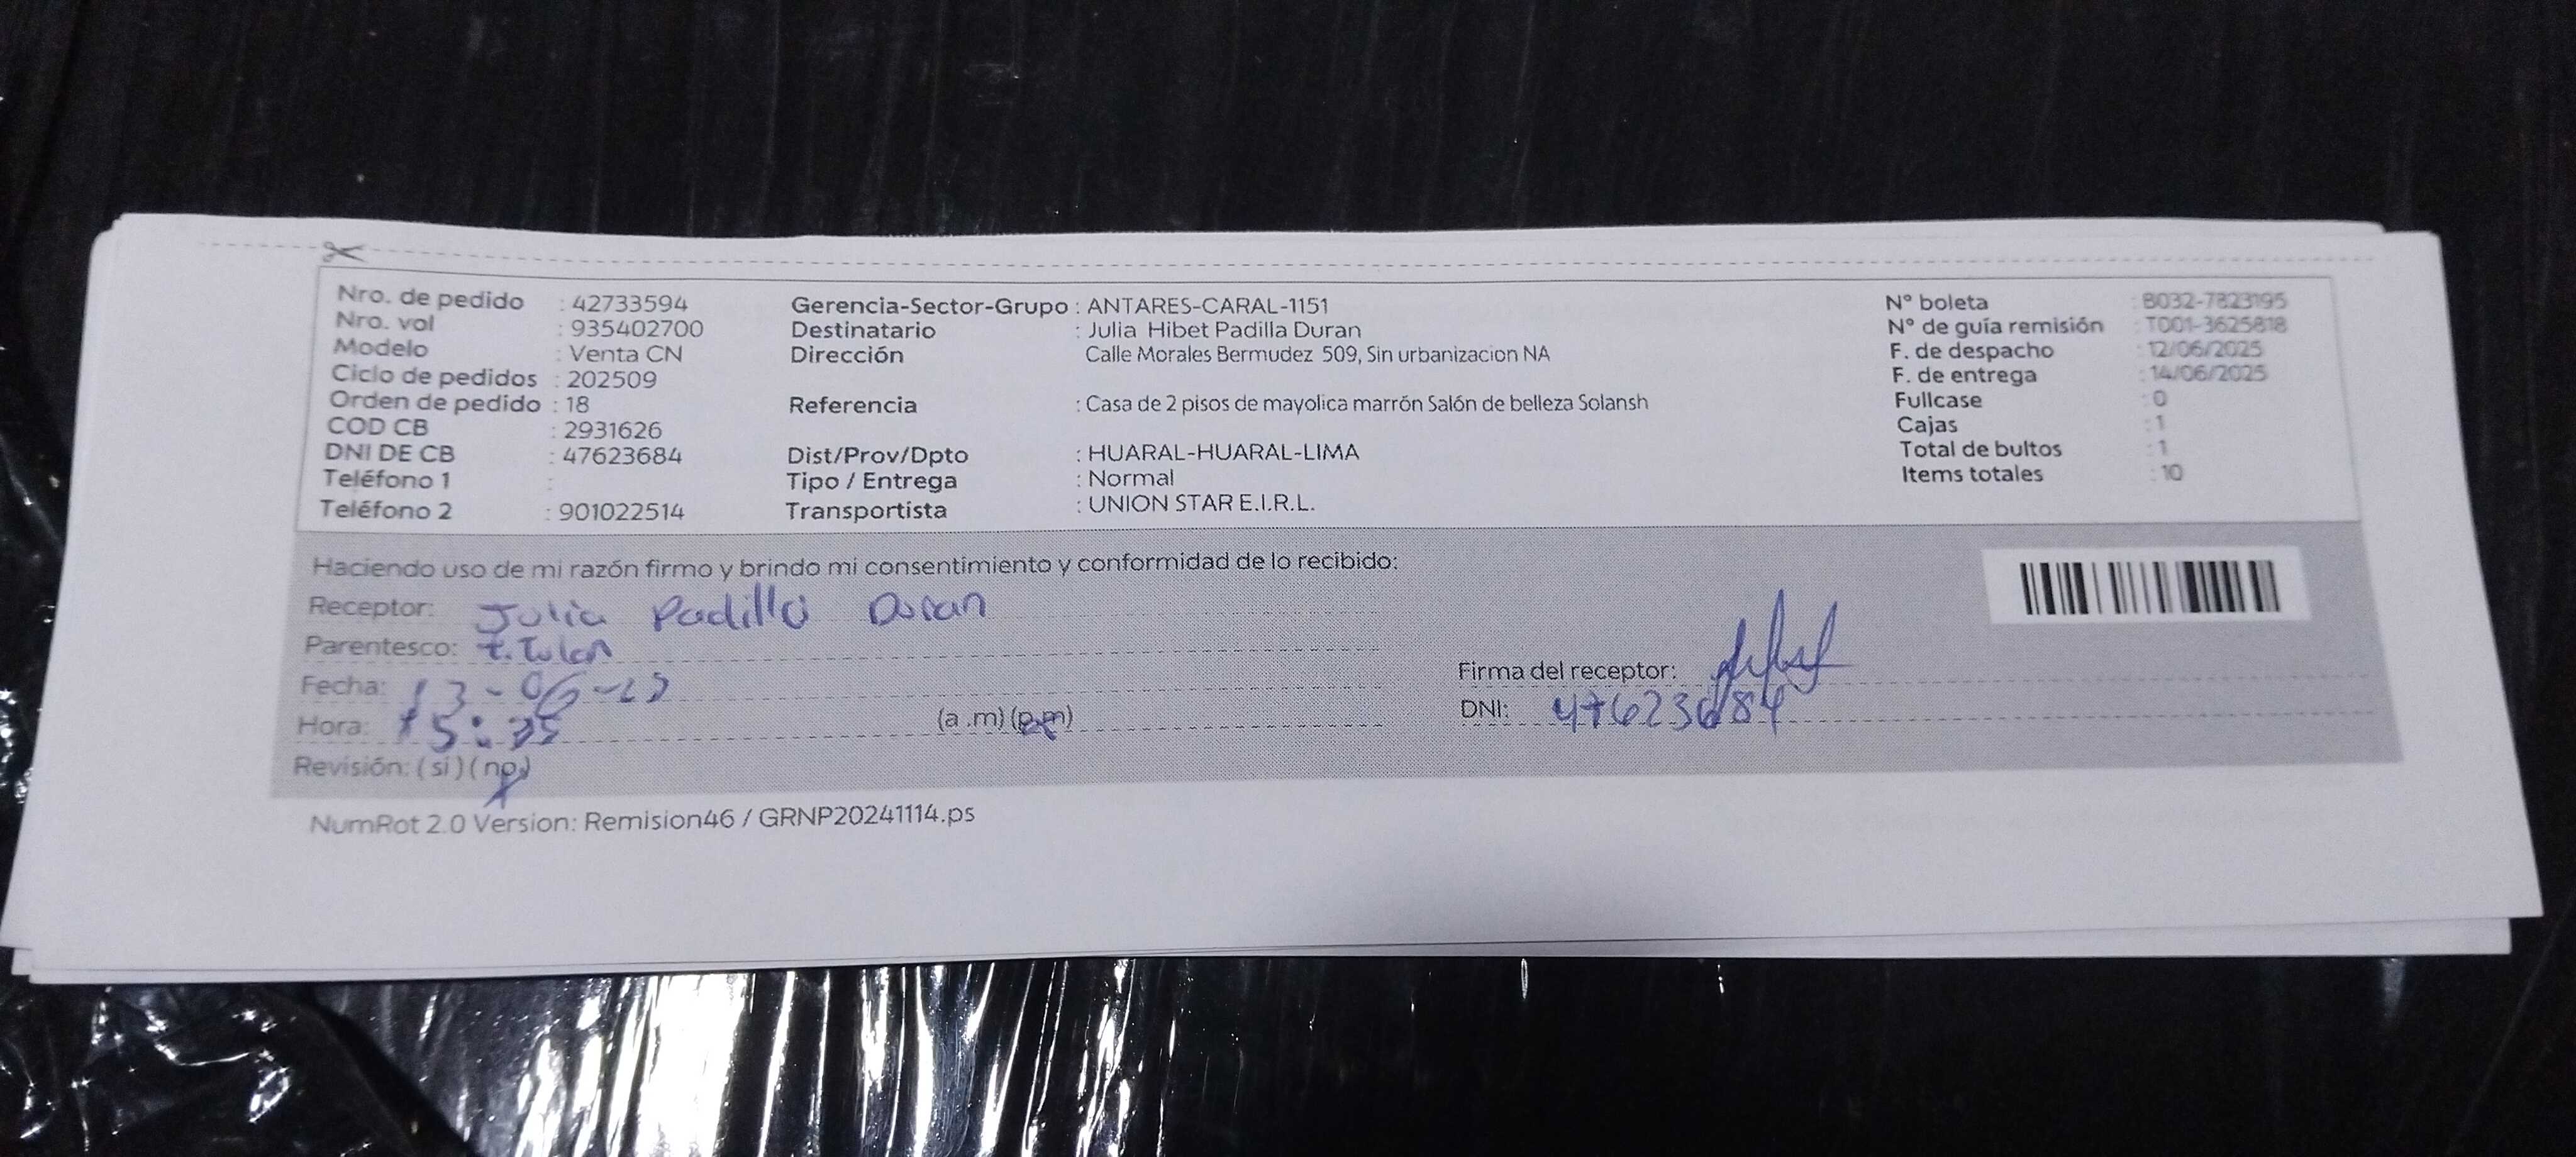 Nro. de pedido : 42733594 Gerencia-Sector-Grupo : ANTARES-CARAL-1151 N° boleta : B032-7823195
Nro. vol : 935402700 Destinatario : Julia Hibet Padilla Duran N° de guía remisión : T001-3625818
Modelo : Venta CN Dirección Calle Morales Bermudez 509, Sin urbanizacion NA F. de despacho : 12/06/2025
Ciclo de pedidos : 202509 F. de entrega : 14/06/2025
Orden de pedido : 18 Referencia : Casa de 2 pisos de mayolica marrón Salón de belleza Solansh Fullcase : 0
COD CB : 2931626 Cajas : 1
DNI DE CB : 47623684 Dist/Prov/Dpto : HUARAL-HUARAL-LIMA Total de bultos : 1
Teléfono 1 : Tipo / Entrega : Normal Items totales : 10
Teléfono 2 : 901022514 Transportista : UNION STAR E.I.R.L.
Haciendo uso de mi razón firmo y brindo mi consentimiento y conformidad de lo recibido:
Receptor: Julia Padilla Duran
Parentesco: titular
Fecha: 13-06-25
Hora: 15:35 (a.m) (p.m)
Revisión: (si) (no)
Firma del receptor:
DNI: 47623684
NumRot 2.0 Version: Remision46 / GRNP20241114.ps